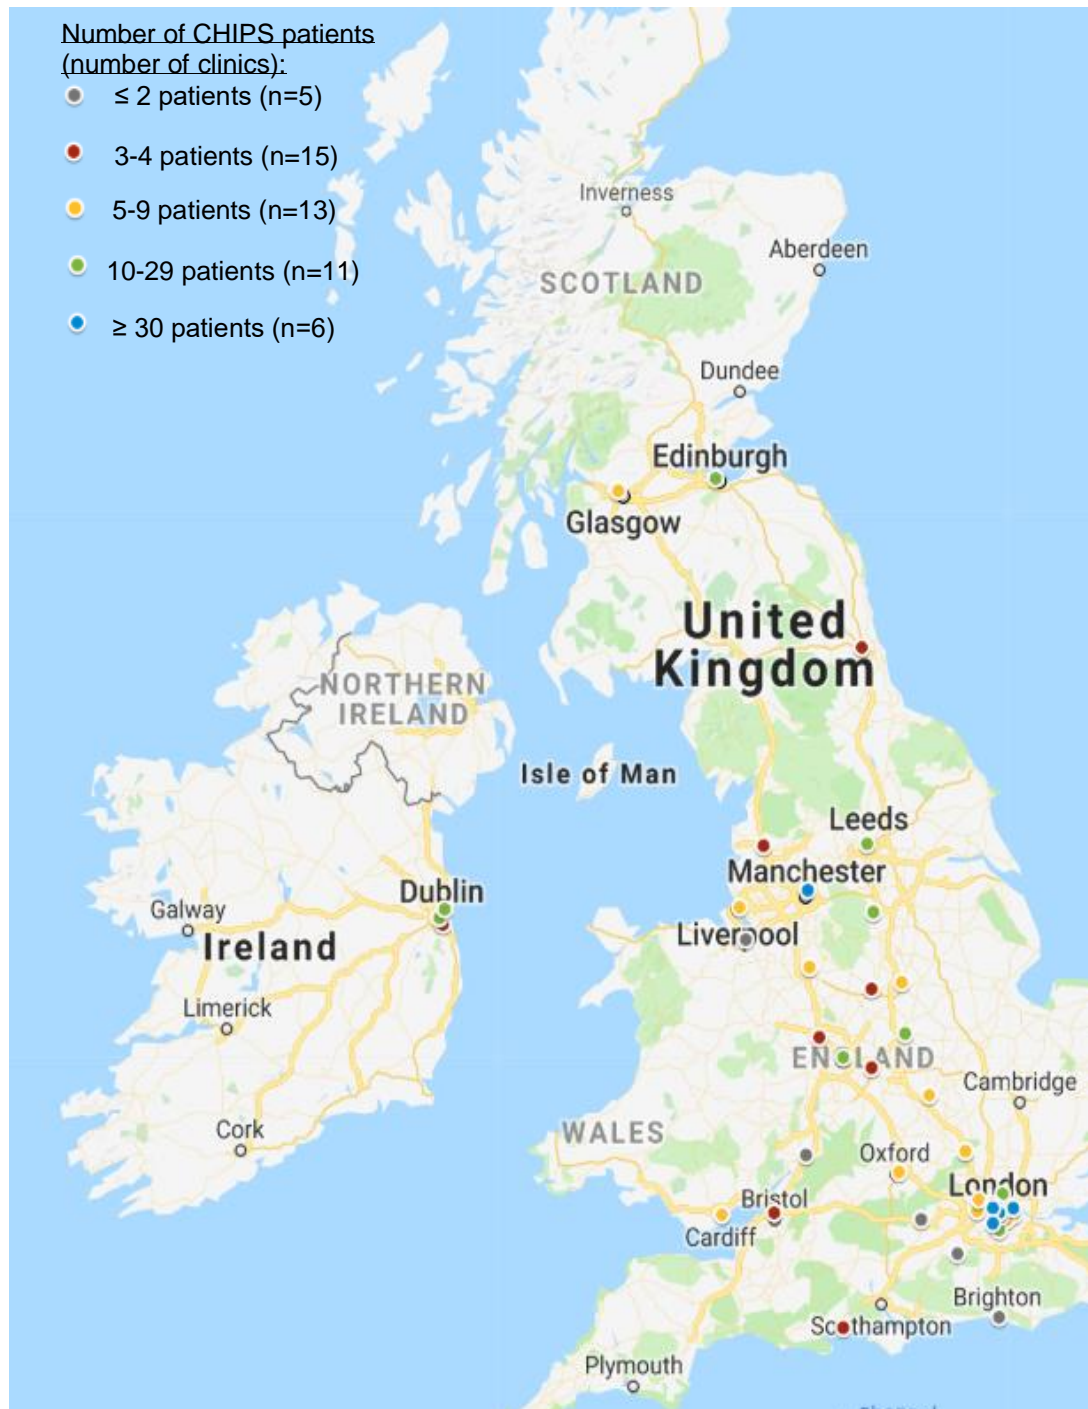 Number of CHIPS patients
(number of clinics):
≤ 2 patients (n=5)
3-4 patients (n=15)
5-9 patients (n=13)
10-29 patients (n=11)
≥ 30 patients (n=6)
Inverness
Aberdeen
SCOTLAND
Dundee
Edinburgh
Glasgow
United
Kingdom
NORTHERN
IRELAND
Isle of Man
Leeds
Manchester
Dublin
Galway
Liverpool
Ireland
Limerick
ENGLAND
Cambridge
Cork
WALES
Oxford
London
Bristol
Cardiff
Brighton
Southampton
Plymouth